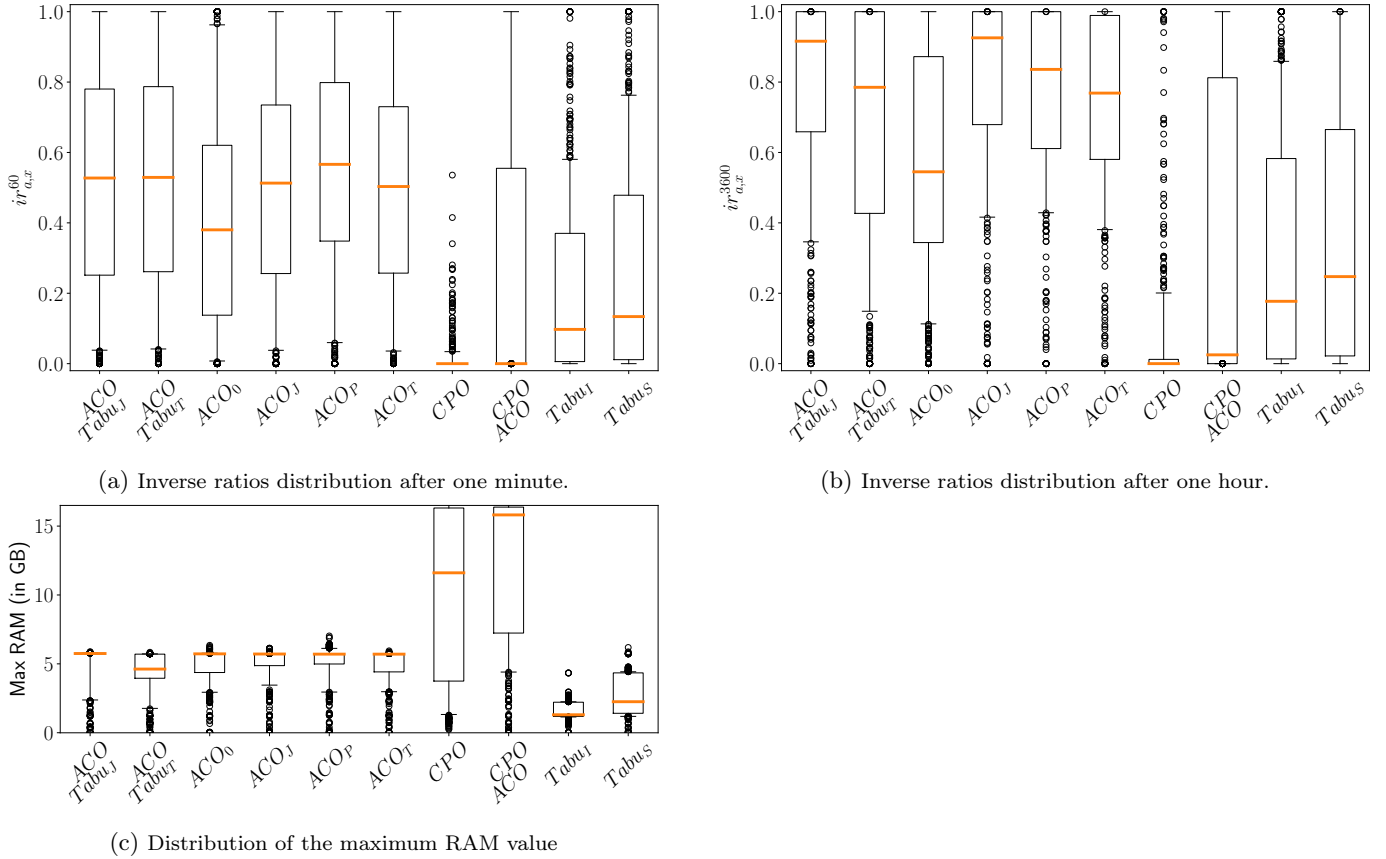 1.0
0.8
0.6
0.4
0.2
0.0
ir^{60}_{a,x}
ACO Tabu_J
ACO Tabu_T
ACO_0
ACO_J
ACO_P
ACO_T
CPO
CPO ACO
Tabu_I
Tabu_S
(a) Inverse ratios distribution after one minute.
1.0
0.8
0.6
0.4
0.2
0.0
ir^{3600}_{a,x}
ACO Tabu_J
ACO Tabu_T
ACO_0
ACO_J
ACO_P
ACO_T
CPO
CPO ACO
Tabu_I
Tabu_S
(b) Inverse ratios distribution after one hour.
15
10
5
0
Max RAM (in GB)
ACO Tabu_J
ACO Tabu_T
ACO_0
ACO_J
ACO_P
ACO_T
CPO
CPO ACO
Tabu_I
Tabu_S
(c) Distribution of the maximum RAM value